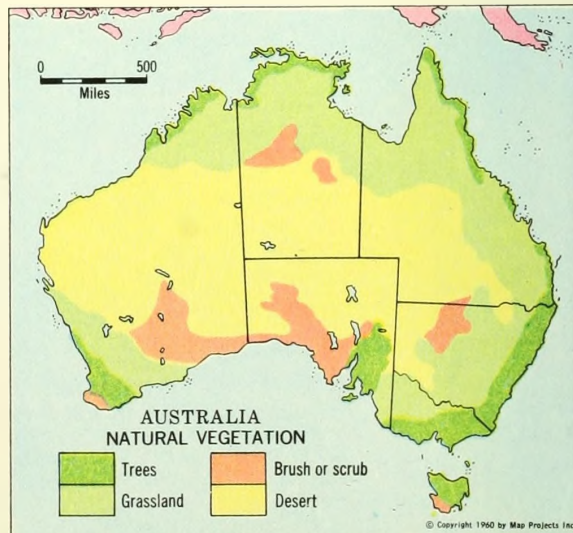 0 500
Miles
AUSTRALIA
NATURAL VEGETATION
Trees
Brush or scrub
Grassland
Desert
© Copyright 1960 by Map Projects Inc